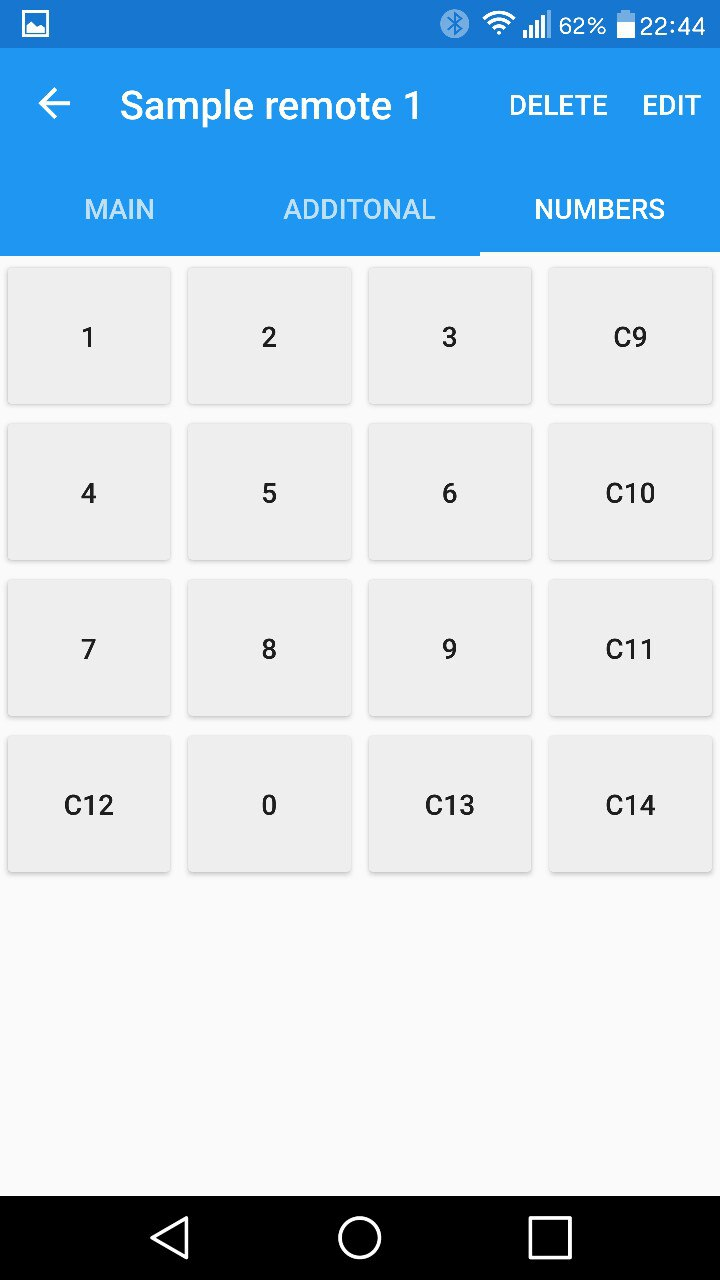 62% 22:44
Sample remote 1 DELETE EDIT
MAIN ADDITONAL NUMBERS
1 2 3 C9
4 5 6 C10
7 8 9 C11
C12 0 C13 C14